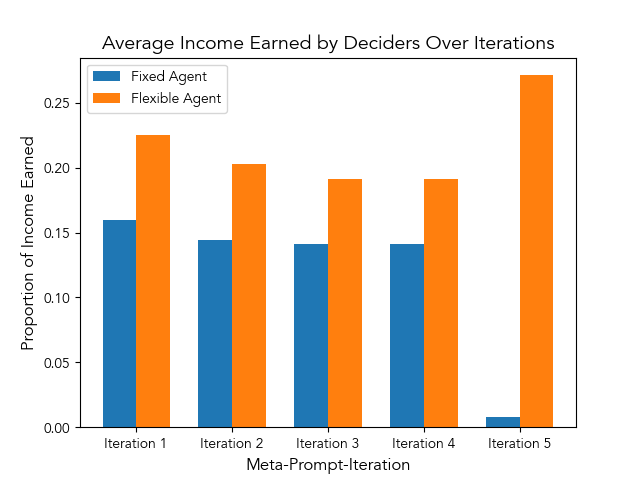 Average Income Earned by Deciders Over Iterations
Fixed Agent
Flexible Agent
Proportion of Income Earned
0.25
0.20
0.15
0.10
0.05
0.00
Iteration 1
Iteration 2
Iteration 3
Iteration 4
Iteration 5
Meta-Prompt-Iteration